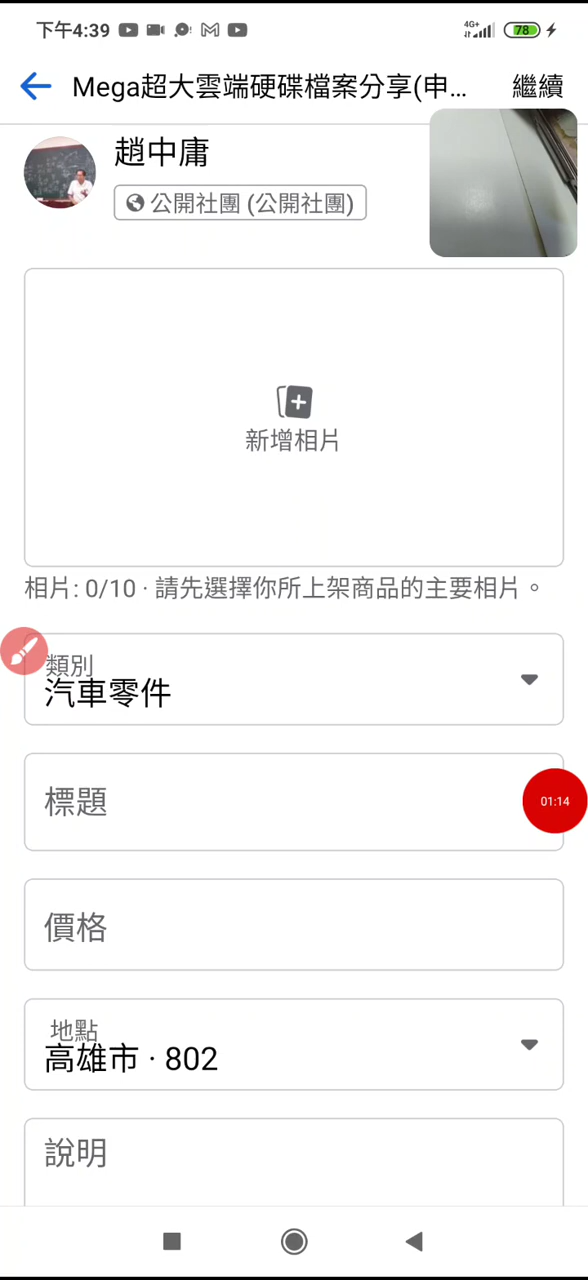 下午4:39
4G+
78
Mega超大雲端硬碟檔案分享(申...
繼續
趙中庸
公開社團 (公開社團)
新增相片
相片: 0/10 · 請先選擇你所上架商品的主要相片。
類別
汽車零件
標題
01:14
價格
地點
高雄市 · 802
說明